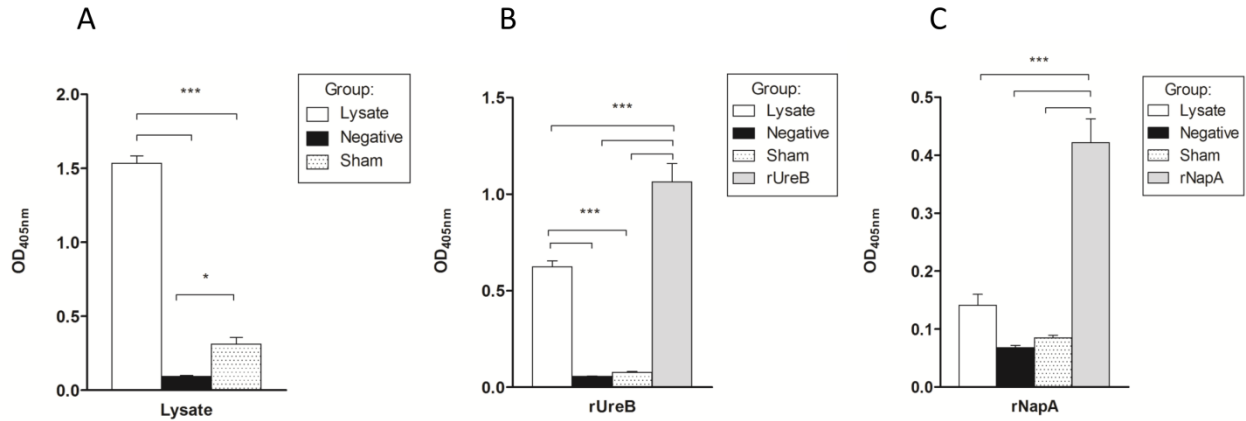 A
2.0
1.5
1.0
0.5
0.0
OD405nm
***
*
Lysate
Group:
Lysate
Negative
Sham
B
1.5
1.0
0.5
0.0
OD405nm
***
***
rUreB
Group:
Lysate
Negative
Sham
rUreB
C
0.5
0.4
0.3
0.2
0.1
0.0
OD405nm
***
rNapA
Group:
Lysate
Negative
Sham
rNapA